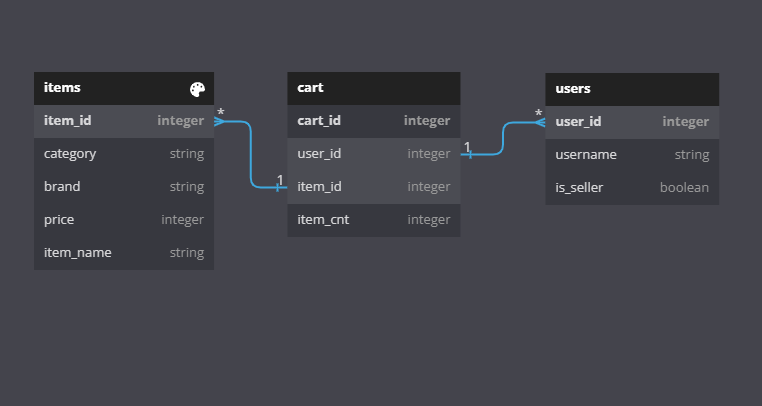 items
item_id integer
category string
brand string
price integer
item_name string
*
1
cart
cart_id integer
user_id integer
item_id integer
item_cnt integer
1
*
users
user_id integer
username string
is_seller boolean